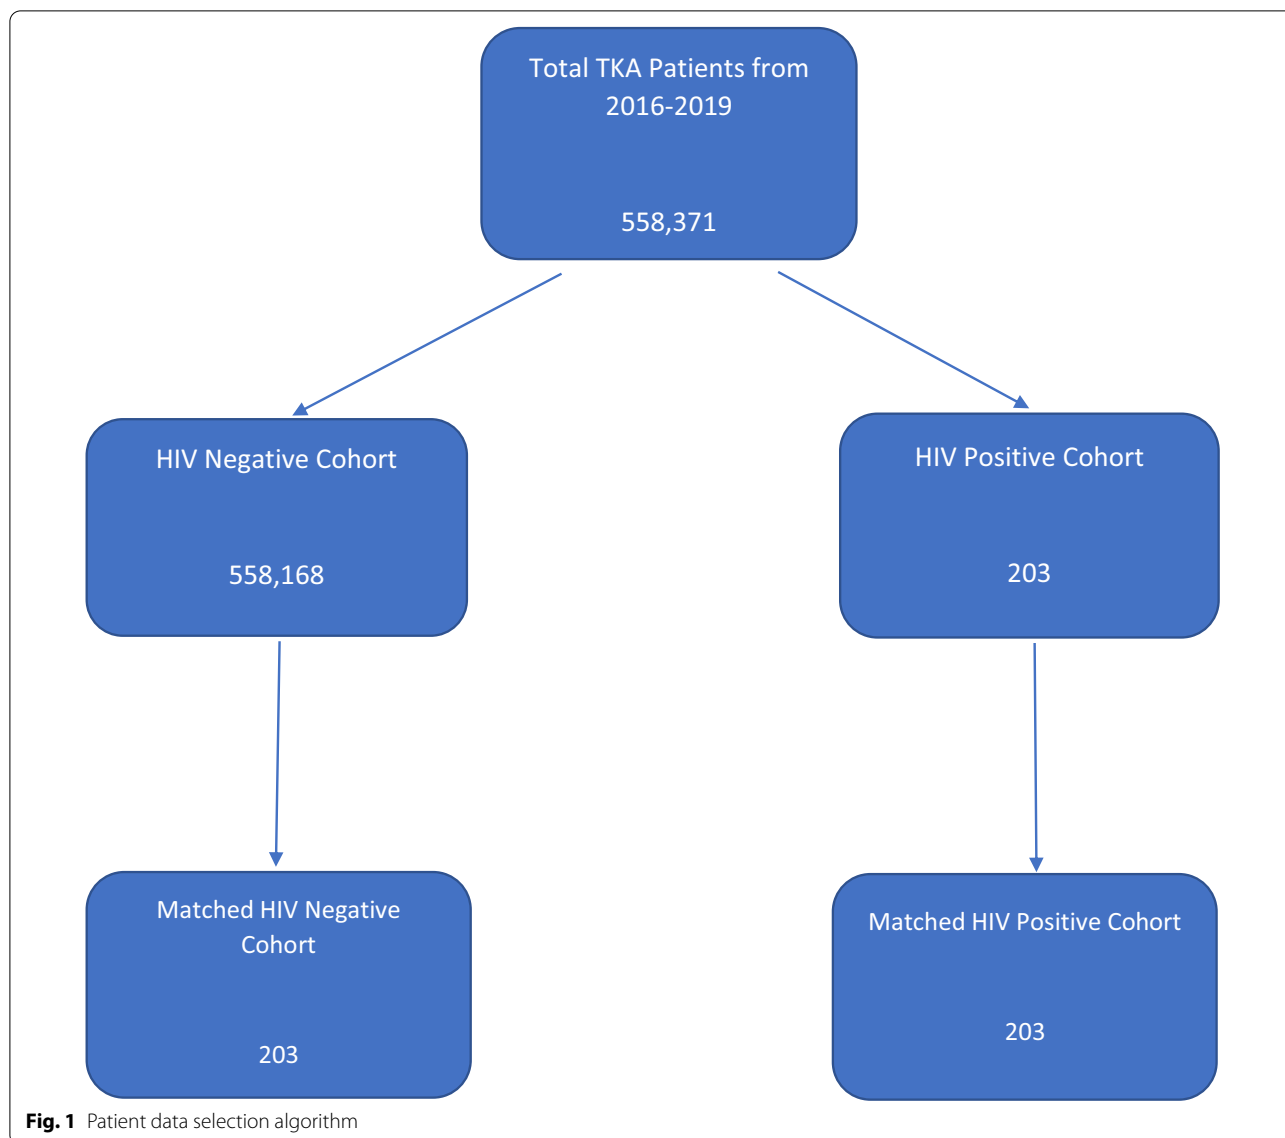 Total TKA Patients from
2016-2019
558,371
HIV Negative Cohort
558,168
HIV Positive Cohort
203
Matched HIV Negative
Cohort
203
Matched HIV Positive Cohort
203
Fig. 1 Patient data selection algorithm